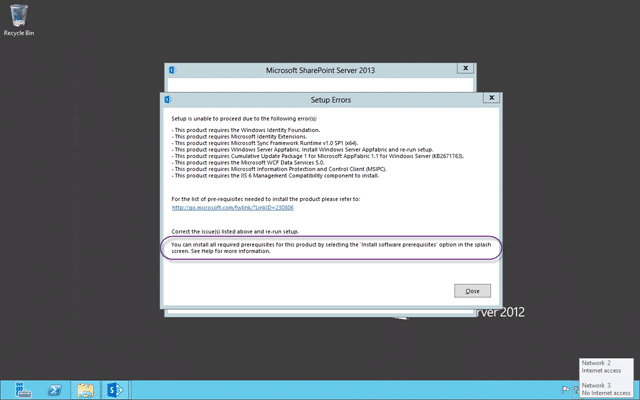 Recycle Bin
Microsoft SharePoint Server 2013
Setup Errors
Setup is unable to proceed due to the following error(s):
- This product requires the Windows Identity Foundation.
- This product requires Microsoft Identity Extensions.
- This product requires Microsoft Sync Framework Runtime v1.0 SP1 (x64).
- This product requires Windows Server Appfabric. Install Windows Server Appfabric and re-run setup.
- This product requires Cumulative Update Package 1 for Microsoft AppFabric 1.1 for Windows Server (KB2671763).
- This product requires the Microsoft WCF Data Services 5.0.
- This product requires Microsoft Information Protection and Control Client (MSIPC).
- This product requires the IIS 6 Management Compatibility component to install.
For the list of pre-requisites needed to install the product please refer to:
http://go.microsoft.com/fwlink/?LinkID=230606
Correct the issue(s) listed above and re-run setup.
You can install all required prerequisites for this product by selecting the 'Install software prerequisites' option in the splash
screen. See Help for more information.
Close
rver 2012
Network 2
Internet access
Network 3
No Internet access